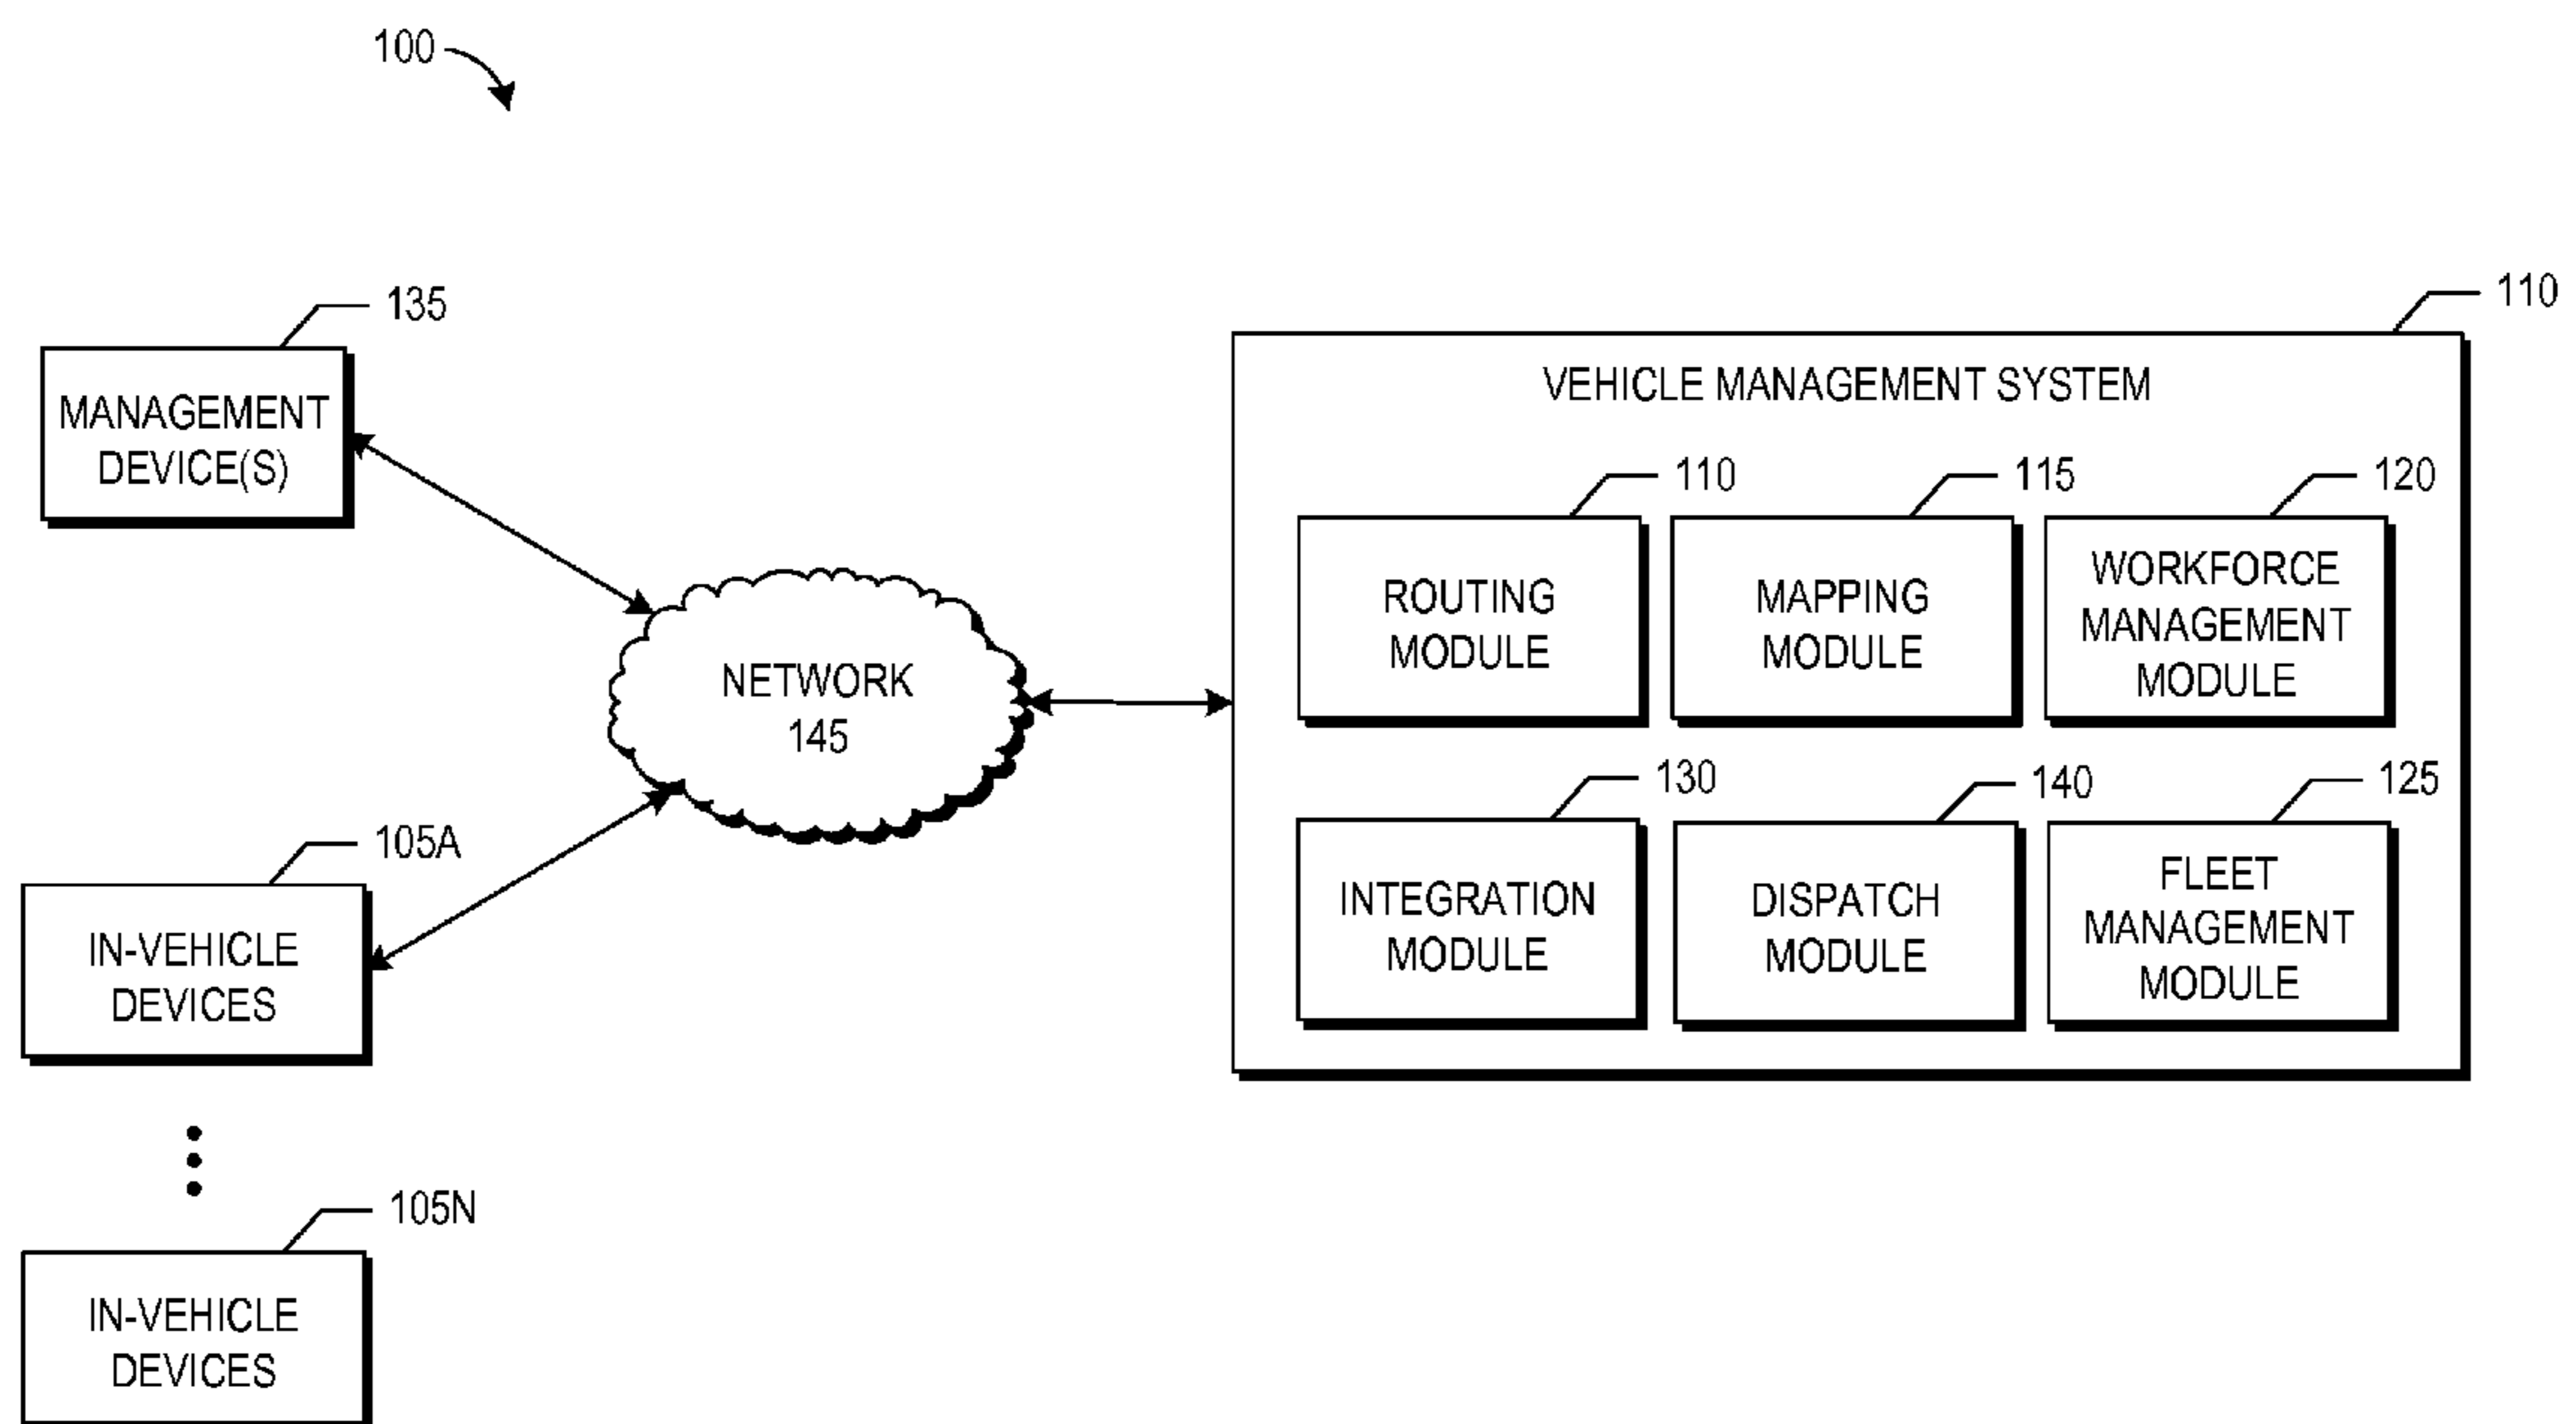 100
135
MANAGEMENT
DEVICE(S)
105A
IN-VEHICLE
DEVICES
105N
IN-VEHICLE
DEVICES
NETWORK
145
110
VEHICLE MANAGEMENT SYSTEM
110
ROUTING
MODULE
115
MAPPING
MODULE
120
WORKFORCE
MANAGEMENT
MODULE
130
INTEGRATION
MODULE
140
DISPATCH
MODULE
125
FLEET
MANAGEMENT
MODULE